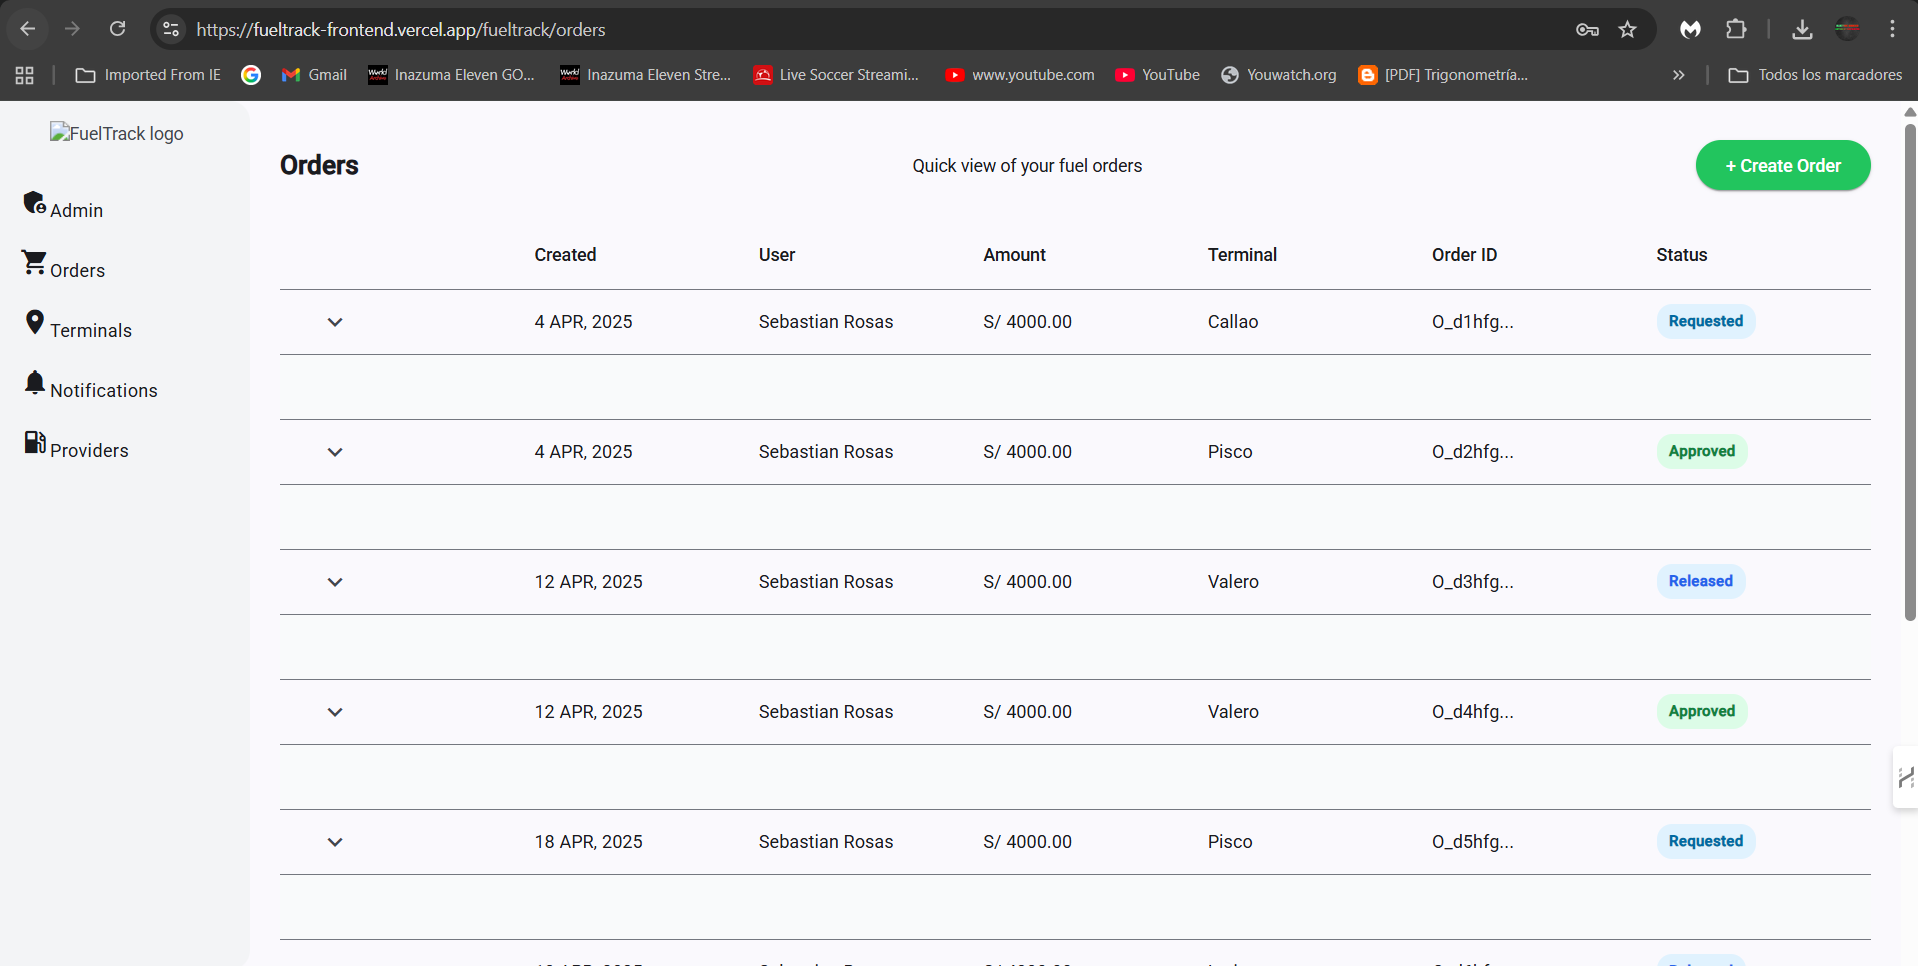 https://fueltrack-frontend.vercel.app/fueltrack/orders
Imported From IE
Gmail
Inazuma Eleven GO...
Inazuma Eleven Stre...
Live Soccer Streami...
www.youtube.com
YouTube
Youwatch.org
[PDF] Trigonometría...
»
Todos los marcadores
FuelTrack logo
Admin
Orders
Terminals
Notifications
Providers
Orders
Quick view of your fuel orders
+ Create Order
Created User Amount Terminal Order ID Status
4 APR, 2025 Sebastian Rosas S/ 4000.00 Callao O_d1hfg... Requested
4 APR, 2025 Sebastian Rosas S/ 4000.00 Pisco O_d2hfg... Approved
12 APR, 2025 Sebastian Rosas S/ 4000.00 Valero O_d3hfg... Released
12 APR, 2025 Sebastian Rosas S/ 4000.00 Valero O_d4hfg... Approved
18 APR, 2025 Sebastian Rosas S/ 4000.00 Pisco O_d5hfg... Requested